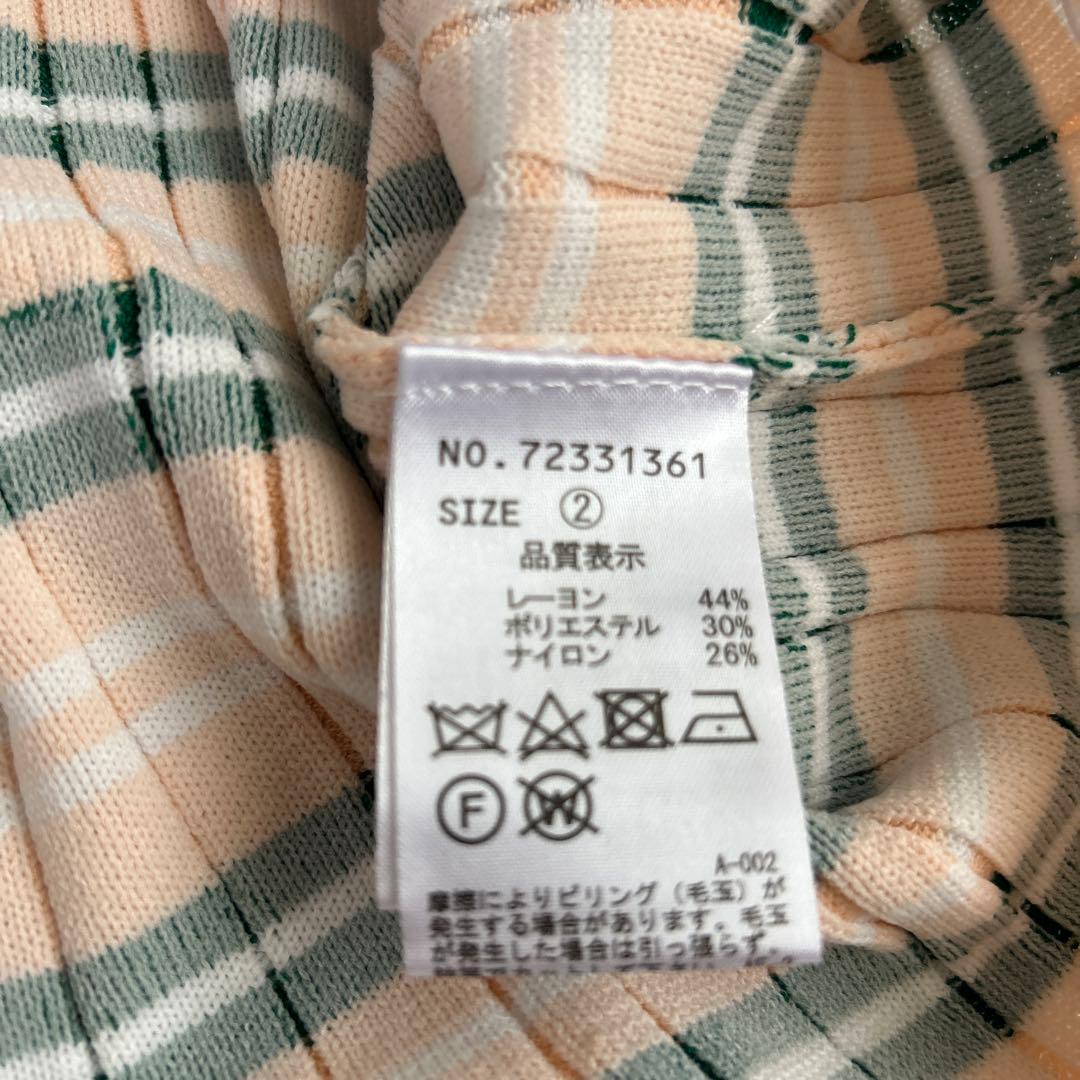 NO.72331361
SIZE ②
品質表示
レーヨン 44%
ポリエステル 30%
ナイロン 26%
F
W
A-002
摩擦によりピリング(毛玉)が
発生する場合があります。毛玉
が発生した場合は引っ張らず、